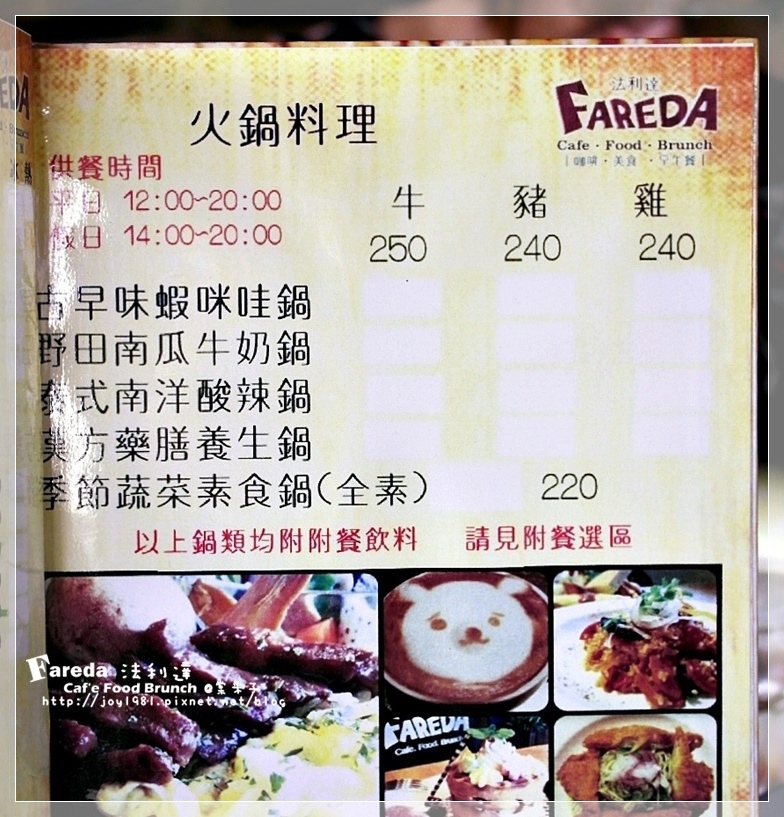 法利達
FAREDA
Cafe · Food · Brunch
咖啡 · 美食 · 早午餐
火鍋料理
供餐時間
平日 12:00~20:00
假日 14:00~20:00
牛 豬 雞
250 240 240
古早味蝦咪哇鍋
野田南瓜牛奶鍋
泰式南洋酸辣鍋
漢方藥膳養生鍋
季節蔬菜素食鍋(全素) 220
以上鍋類均附附餐飲料 請見附餐選區
Fareda 法利達
Caf'e Food Brunch @紫樂子
http://joy1981.pixnet.net/blog
FAREDA
Cafe. Food. Brunch